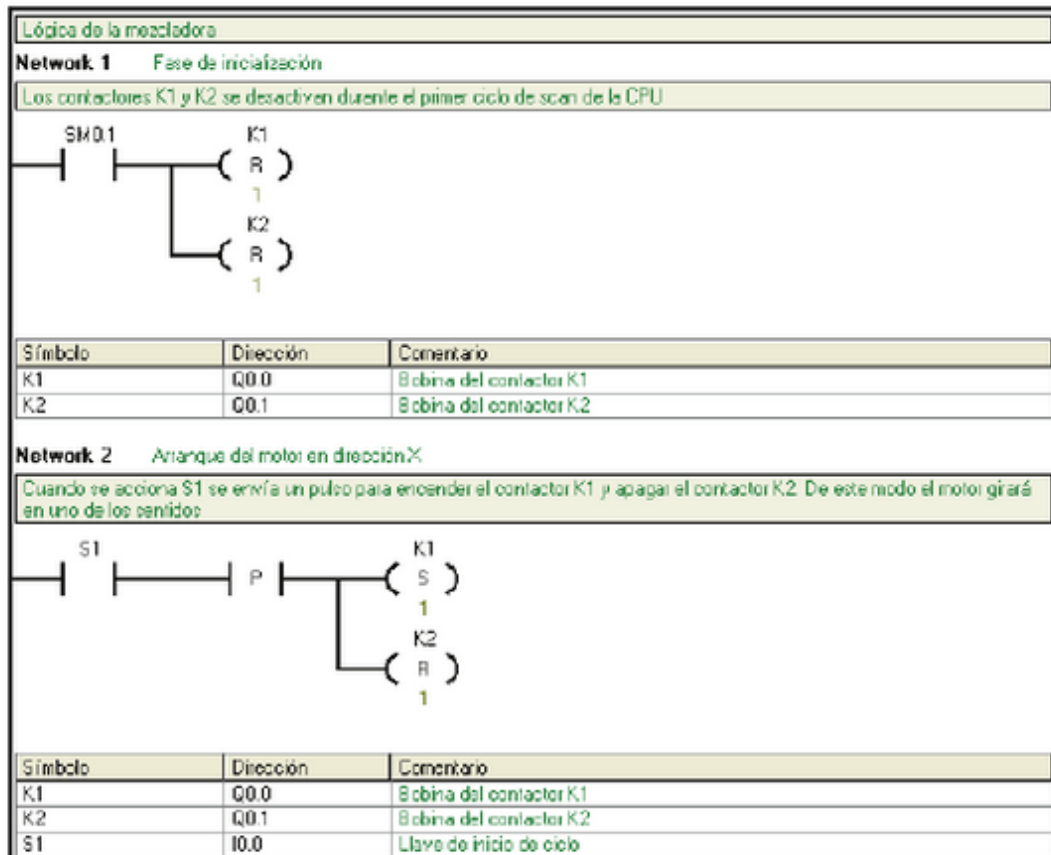 Lógica de la mezcladora
Network 1 Fase de inicialización
Los contactores K1 y K2 se desactivan durante el primer ciclo de scan de la CPU
SM0.1 K1
R
1
K2
R
1
Símbolo Dirección Comentario
K1 Q0.0 Bobina del contactor K1
K2 Q0.1 Bobina del contactor K2
Network 2 Arranque del motor en dirección X
Cuando se acciona S1 se envía un pulso para encender el contactor K1 y apagar el contactor K2. De este modo el motor girará
en uno de los sentidos
S1 K1
P S
1
K2
R
1
Símbolo Dirección Comentario
K1 Q0.0 Bobina del contactor K1
K2 Q0.1 Bobina del contactor K2
S1 I0.0 Llave de inicio de ciclo